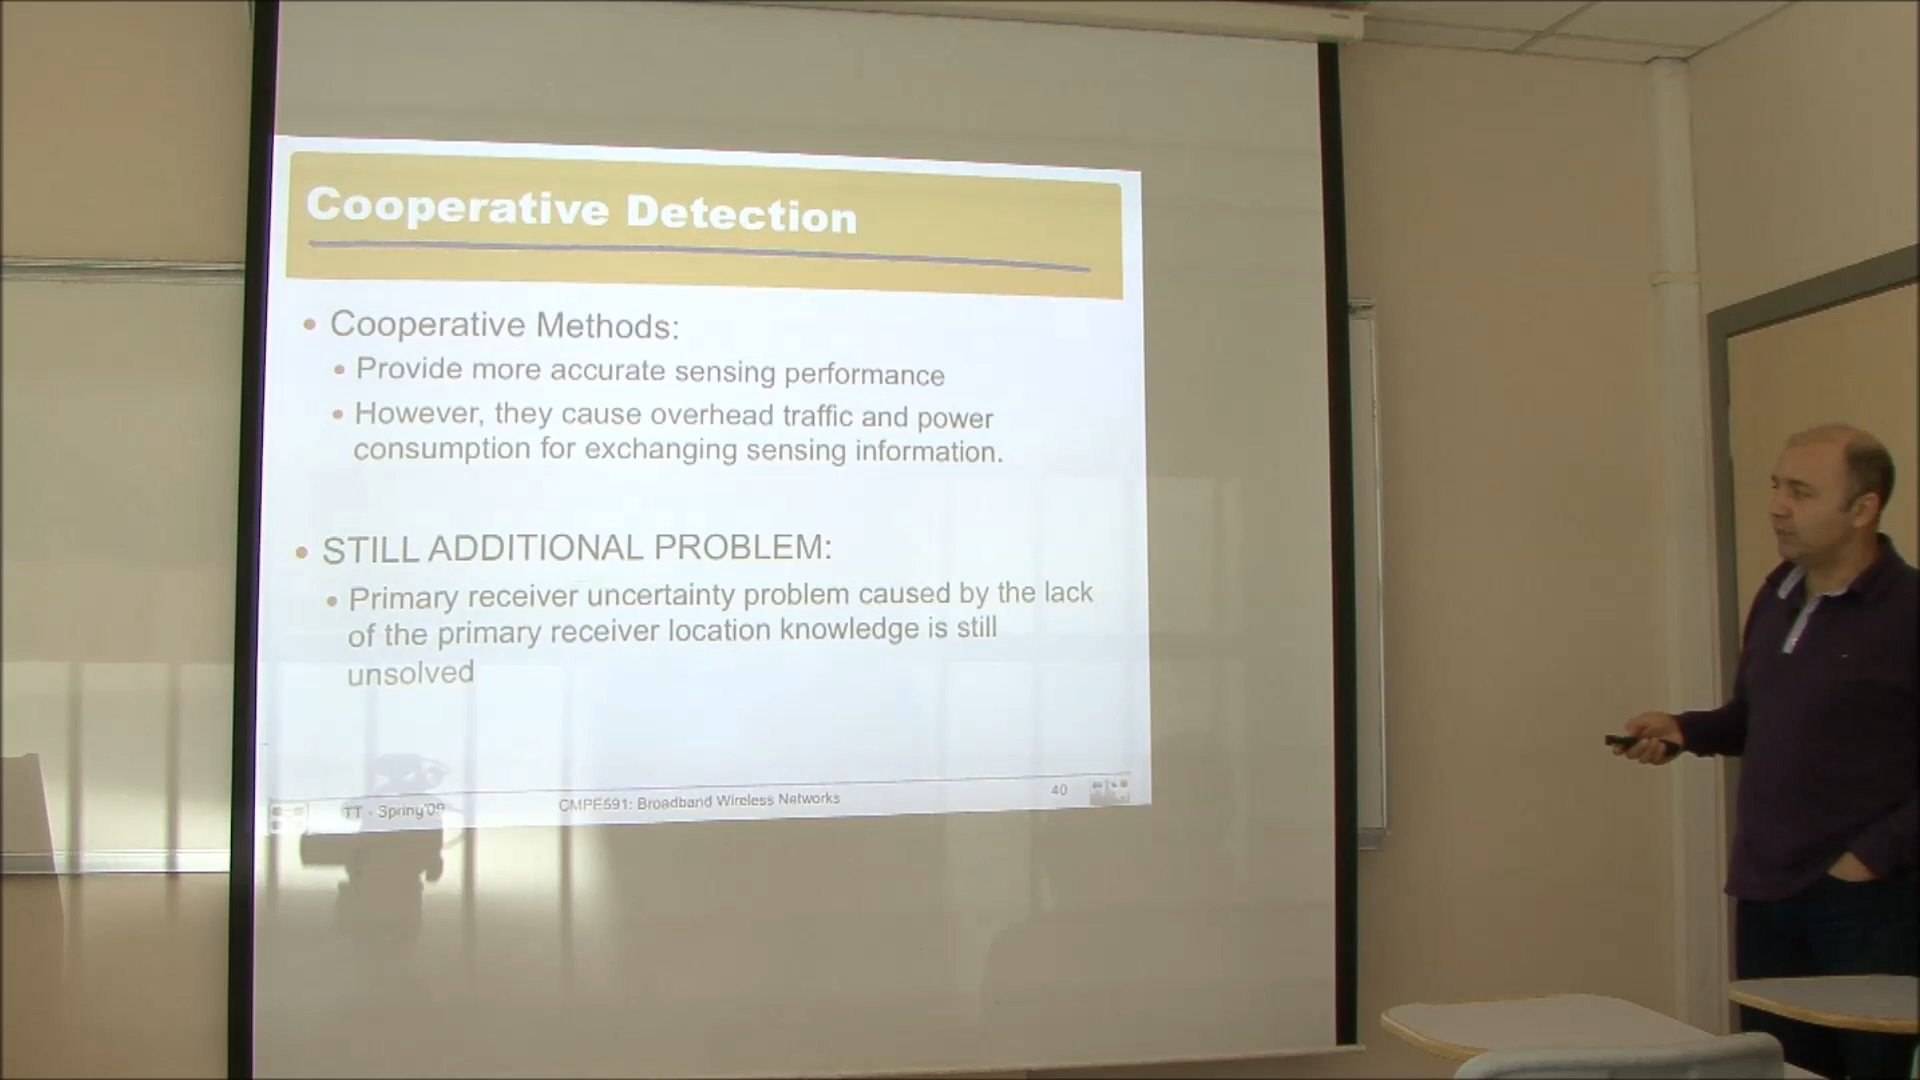 Cooperative Detection
• Cooperative Methods:
• Provide more accurate sensing performance
• However, they cause overhead traffic and power
consumption for exchanging sensing information.
• STILL ADDITIONAL PROBLEM:
• Primary receiver uncertainty problem caused by the lack
of the primary receiver location knowledge is still
unsolved
TT - Spring'09
CMPE591: Broadband Wireless Networks
40